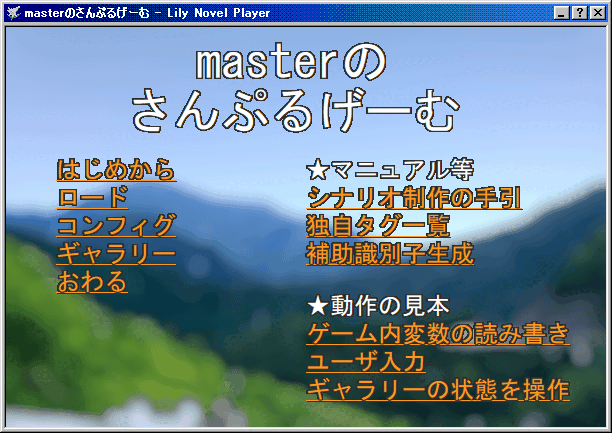 masterのさんぷるげーむ - Lily Novel Player
masterの
さんぷるげーむ
はじめから
ロード
コンフィグ
ギャラリー
おわる
★マニュアル等
シナリオ制作の手引
独自タグ一覧
補助識別子生成
★動作の見本
ゲーム内変数の読み書き
ユーザ入力
ギャラリーの状態を操作